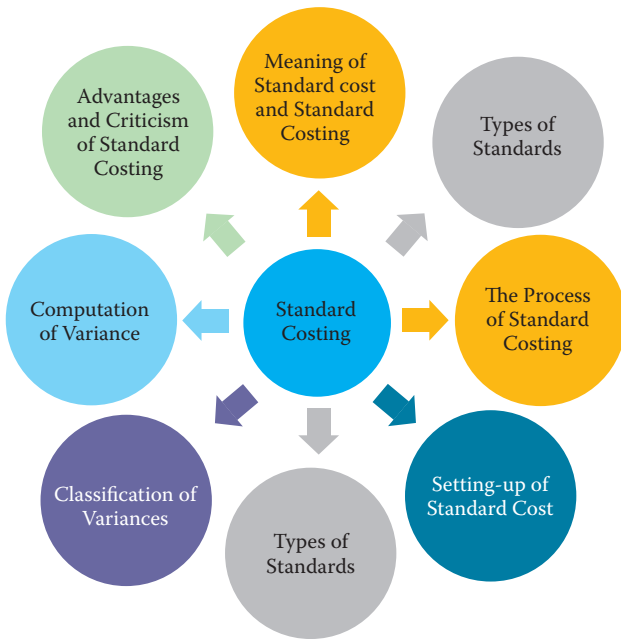 Meaning of
Standard cost
and Standard
Costing
Types of
Standards
The Process
of Standard
Costing
Setting-up of
Standard Cost
Types of
Standards
Classification of
Variances
Computation
of Variance
Advantages
and Criticism
of Standard
Costing
Standard
Costing